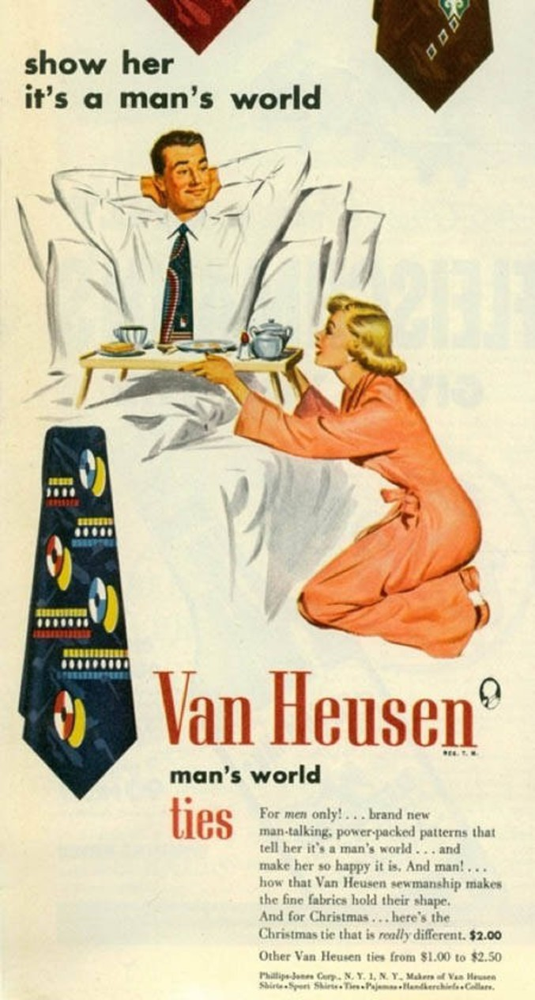 show her
it's a man's world
Van Heusen
REG. T. M.
man's world
ties
For men only! . . . brand new
man-talking, power-packed patterns that
tell her it's a man's world . . . and
make her so happy it is. And man! . . .
how that Van Heusen sewmanship makes
the fine fabrics hold their shape.
And for Christmas . . . here's the
Christmas tie that is really different. $2.00
Other Van Heusen ties from $1.00 to $2.50
Phillips-Jones Corp., N. Y. 1, N. Y., Makers of Van Heusen
Shirts • Sport Shirts • Ties • Pajamas • Handkerchiefs • Collars.